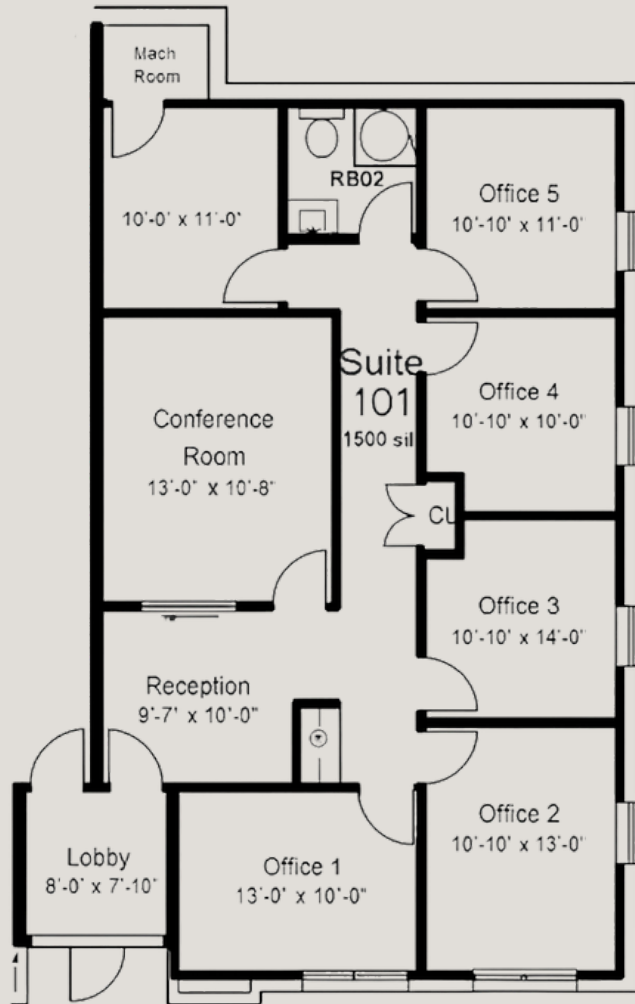 Mach
Room
RB02
10'-0' x 11'-0'
Office 5
10'-10" x 11'-0"
Suite
101
1500 sil
Office 4
10'-10" x 10'-0"
Conference
Room
13'-0" x 10'-8"
CL
Office 3
10'-10" x 14'-0"
Reception
9'-7" x 10'-0"
Office 2
10'-10' x 13'-0"
Lobby
8'-0" x 7'-10"
Office 1
13'-0" x 10'-0"